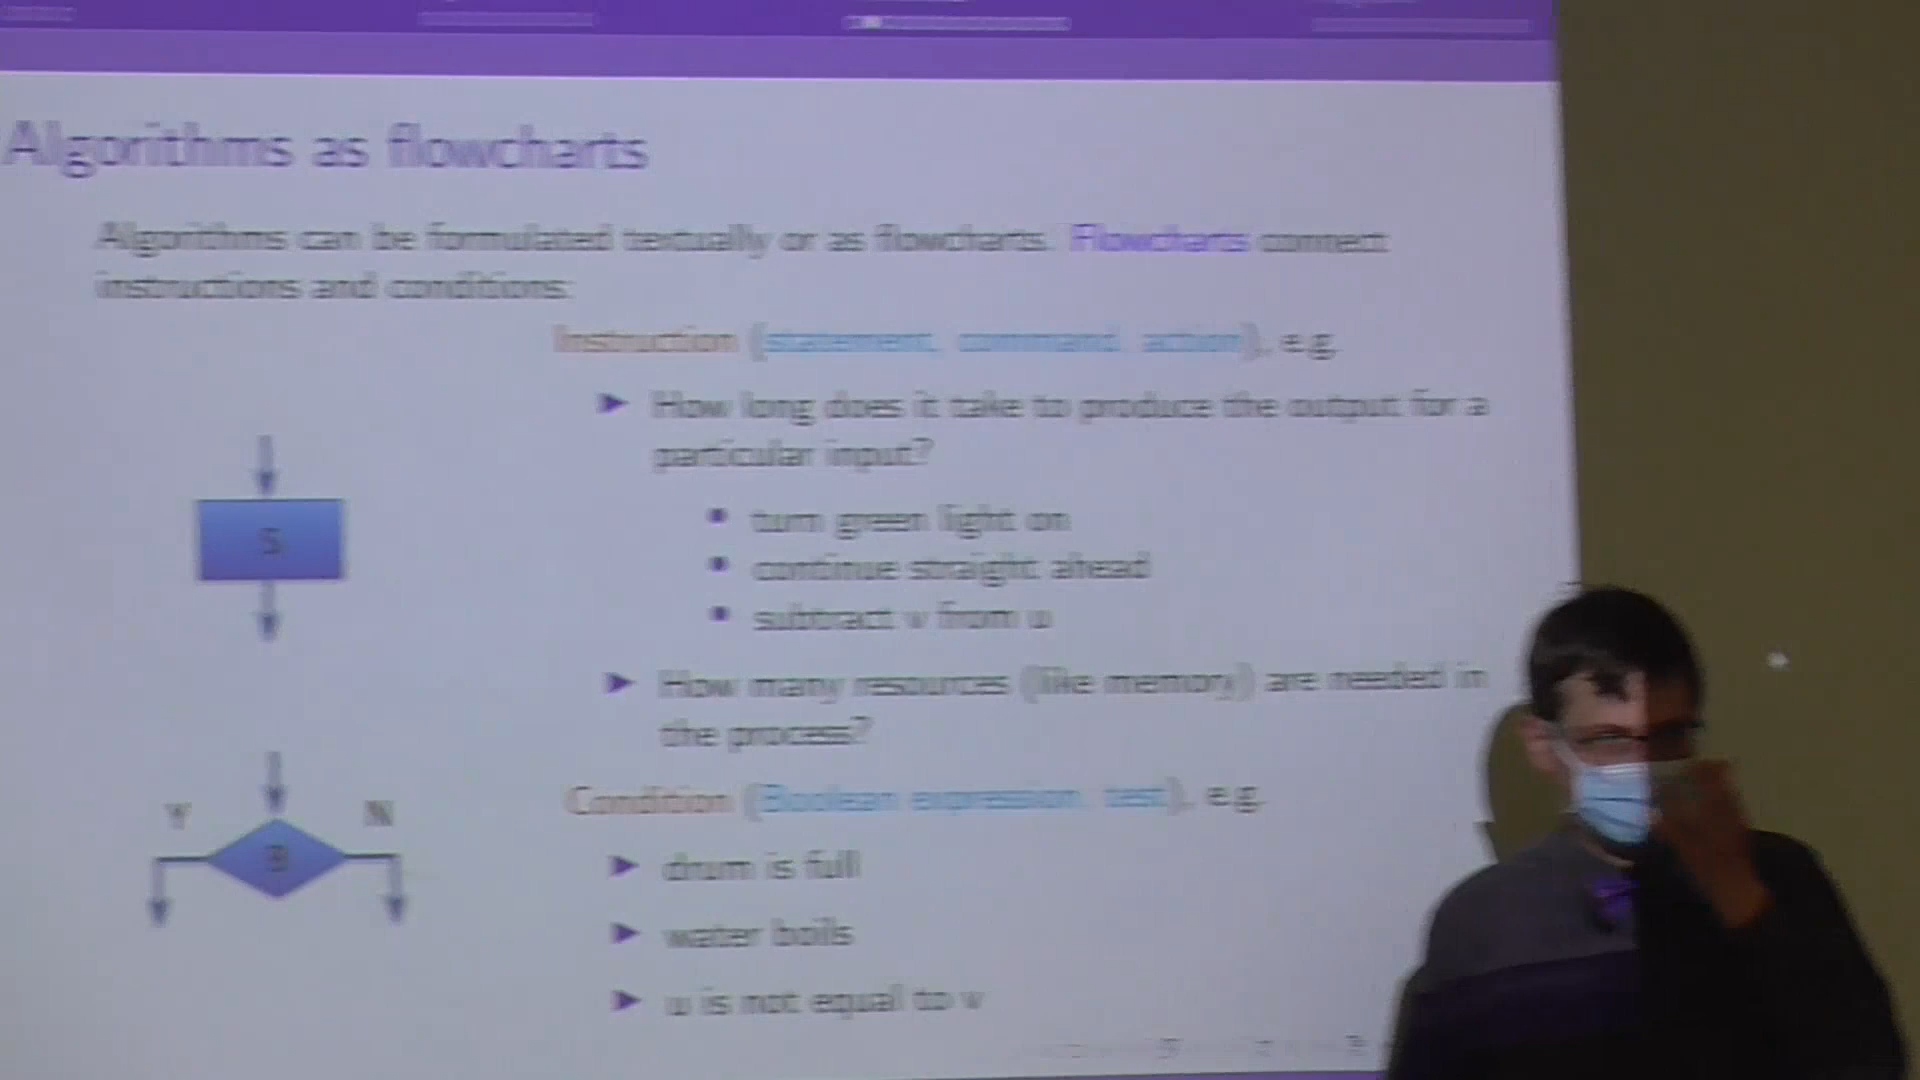 Algorithms as flowcharts
Algorithms can be formulated textually or as flowcharts. Flowcharts connect
instructions and conditions:
Instruction (statement, command, action), e.g.
How long does it take to produce the output for a
particular input?
S
• turn green light on
• continue straight ahead
• subtract v from u
How many resources (like memory) are needed in
the process?
Condition (Boolean expression, test), e.g.
Y
N
B
drum is full
water boils
u is not equal to v